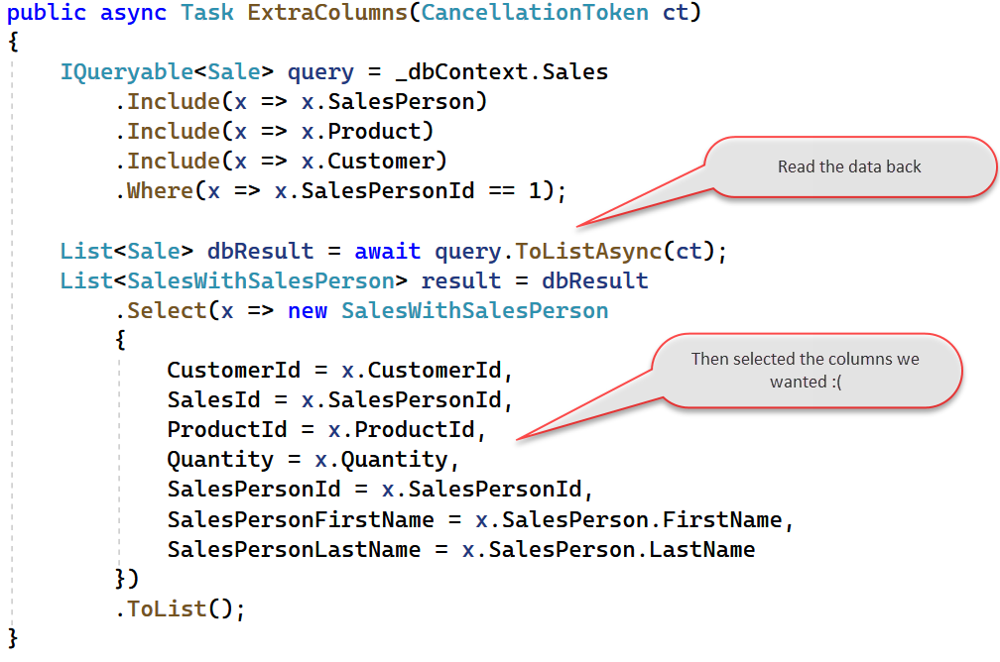 public async Task ExtraColumns(CancellationToken ct)
{
    IQueryable<Sale> query = _dbContext.Sales
        .Include(x => x.SalesPerson)
        .Include(x => x.Product)
        .Include(x => x.Customer)
        .Where(x => x.SalesPersonId == 1);
Read the data back
    List<Sale> dbResult = await query.ToListAsync(ct);
    List<SalesWithSalesPerson> result = dbResult
        .Select(x => new SalesWithSalesPerson
        {
            CustomerId = x.CustomerId,
            SalesId = x.SalesPersonId,
            ProductId = x.ProductId,
            Quantity = x.Quantity,
            SalesPersonId = x.SalesPersonId,
            SalesPersonFirstName = x.SalesPerson.FirstName,
            SalesPersonLastName = x.SalesPerson.LastName
        })
        .ToList();
}
Then selected the columns we
wanted :(